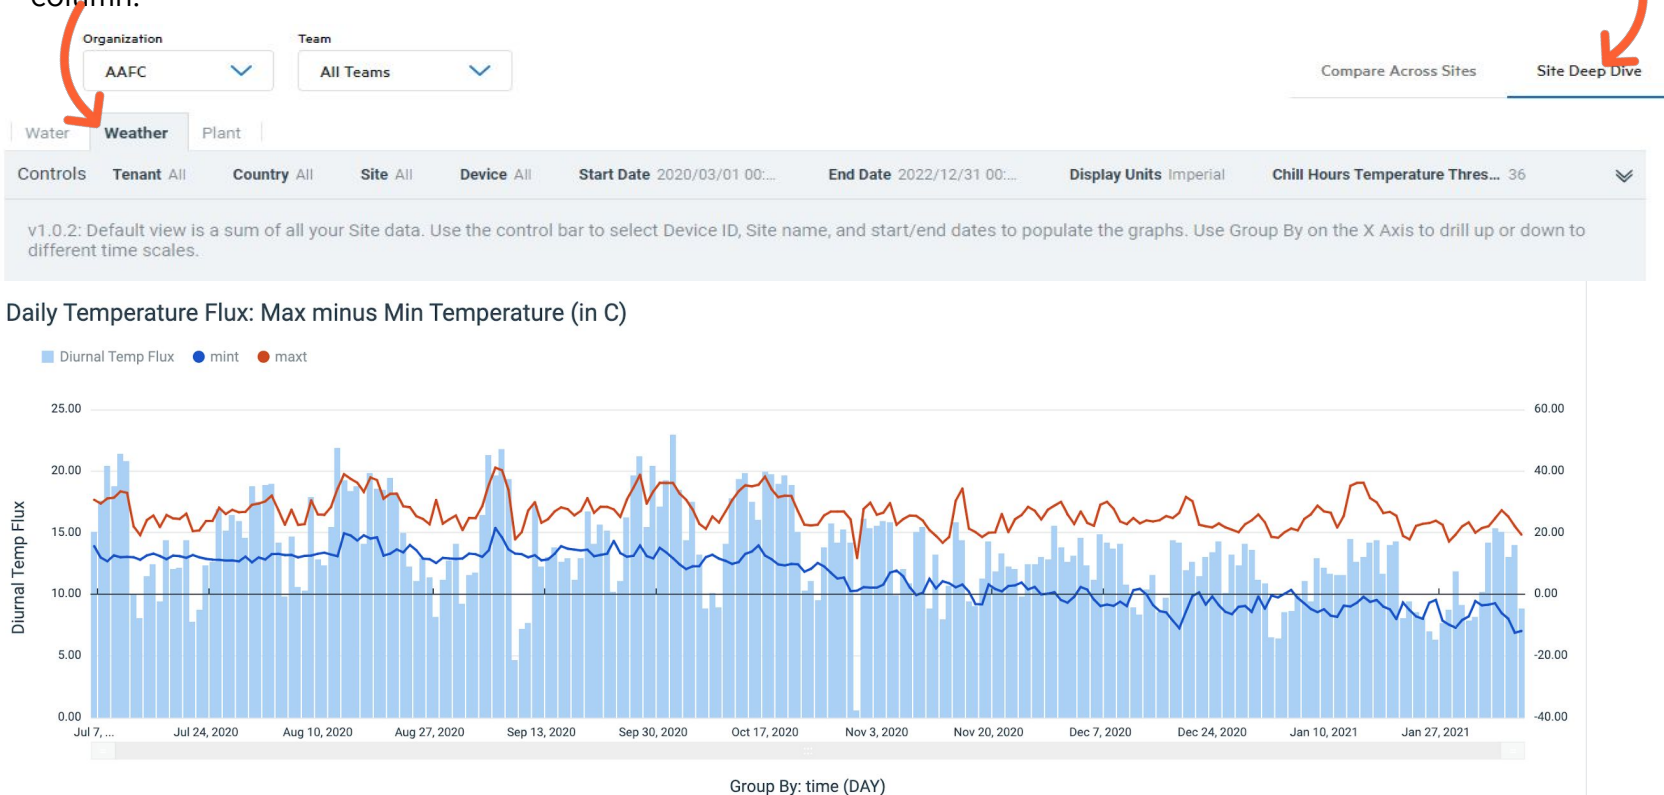 column.
Organization Team
AAFC All Teams
Compare Across Sites Site Deep Dive
Water Weather Plant
Controls Tenant All Country All Site All Device All Start Date 2020/03/01 00:... End Date 2022/12/31 00:... Display Units Imperial Chill Hours Temperature Thres... 36
v1.0.2: Default view is a sum of all your Site data. Use the control bar to select Device ID, Site name, and start/end dates to populate the graphs. Use Group By on the X Axis to drill up or down to
different time scales.
Daily Temperature Flux: Max minus Min Temperature (in C)
Diurnal Temp Flux mint maxt
25.00 60.00
20.00 40.00
15.00 20.00
10.00 0.00
5.00 -20.00
0.00 -40.00
Diurnal Temp Flux
Jul 7, ... Jul 24, 2020 Aug 10, 2020 Aug 27, 2020 Sep 13, 2020 Sep 30, 2020 Oct 17, 2020 Nov 3, 2020 Nov 20, 2020 Dec 7, 2020 Dec 24, 2020 Jan 10, 2021 Jan 27, 2021
Group By: time (DAY)